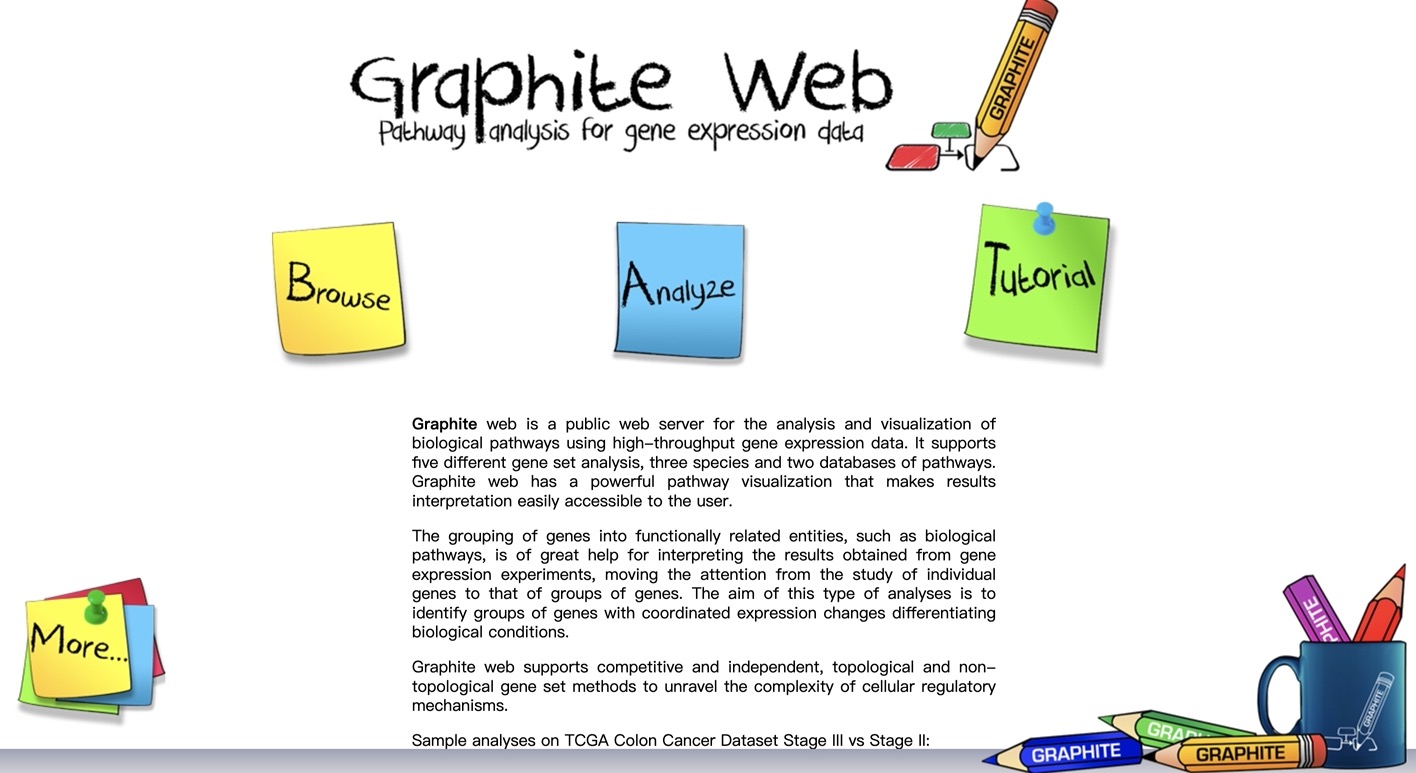 Graphite Web
Pathway analysis for gene expression data
GRAPHITE
Browse
Analyze
Tutorial
Graphite web is a public web server for the analysis and visualization of
biological pathways using high–throughput gene expression data. It supports
five different gene set analysis, three species and two databases of pathways.
Graphite web has a powerful pathway visualization that makes results
interpretation easily accessible to the user.
The grouping of genes into functionally related entities, such as biological
pathways, is of great help for interpreting the results obtained from gene
expression experiments, moving the attention from the study of individual
genes to that of groups of genes. The aim of this type of analyses is to
identify groups of genes with coordinated expression changes differentiating
biological conditions.
Graphite web supports competitive and independent, topological and non–
topological gene set methods to unravel the complexity of cellular regulatory
mechanisms.
Sample analyses on TCGA Colon Cancer Dataset Stage III vs Stage II:
More...
PHITE
GRAPHITE
GRAP
GRAPHITE
GRAPHITE